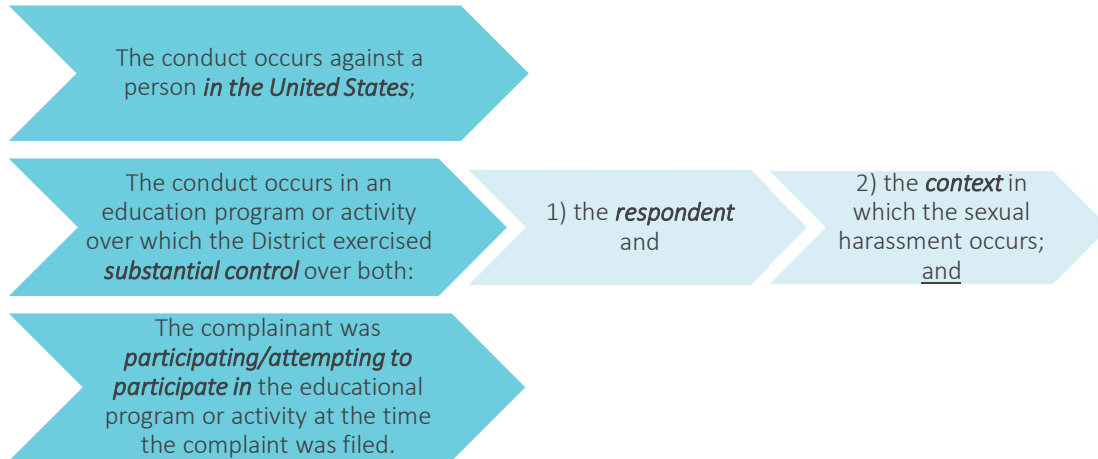 The conduct occurs against a
person in the United States;
The conduct occurs in an
education program or activity
over which the District exercised
substantial control over both:
1) the respondent
and
2) the context in
which the sexual
harassment occurs;
and
The complainant was
participating/attempting to
participate in the educational
program or activity at the time
the complaint was filed.